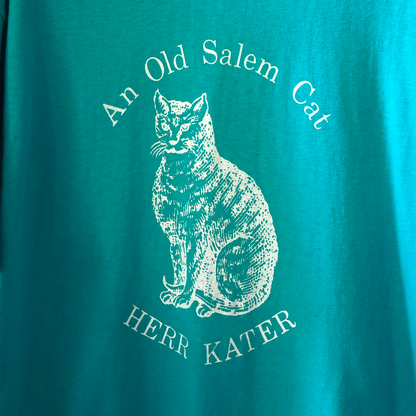 An Old Salem Cat
HERR KATER